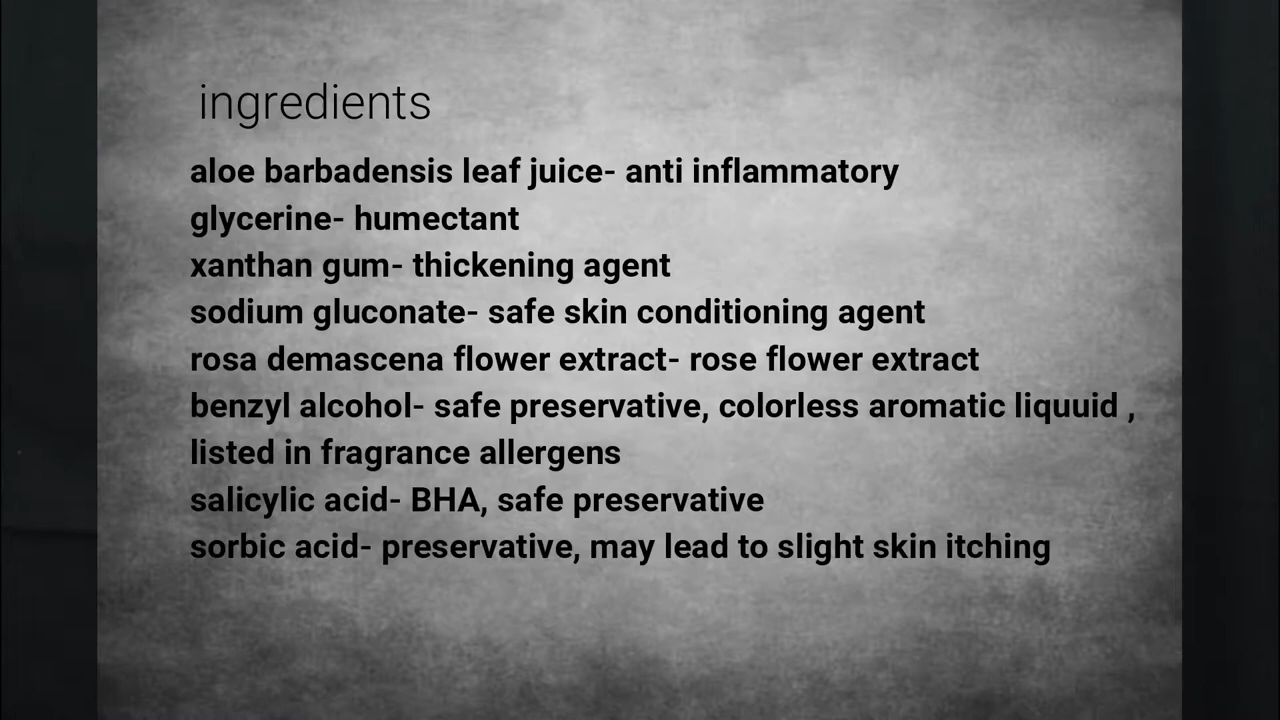 ingredients
aloe barbadensis leaf juice- anti inflammatory
glycerine- humectant
xanthan gum- thickening agent
sodium gluconate- safe skin conditioning agent
rosa demascena flower extract- rose flower extract
benzyl alcohol- safe preservative, colorless aromatic liquuid ,
listed in fragrance allergens
salicylic acid- BHA, safe preservative
sorbic acid- preservative, may lead to slight skin itching